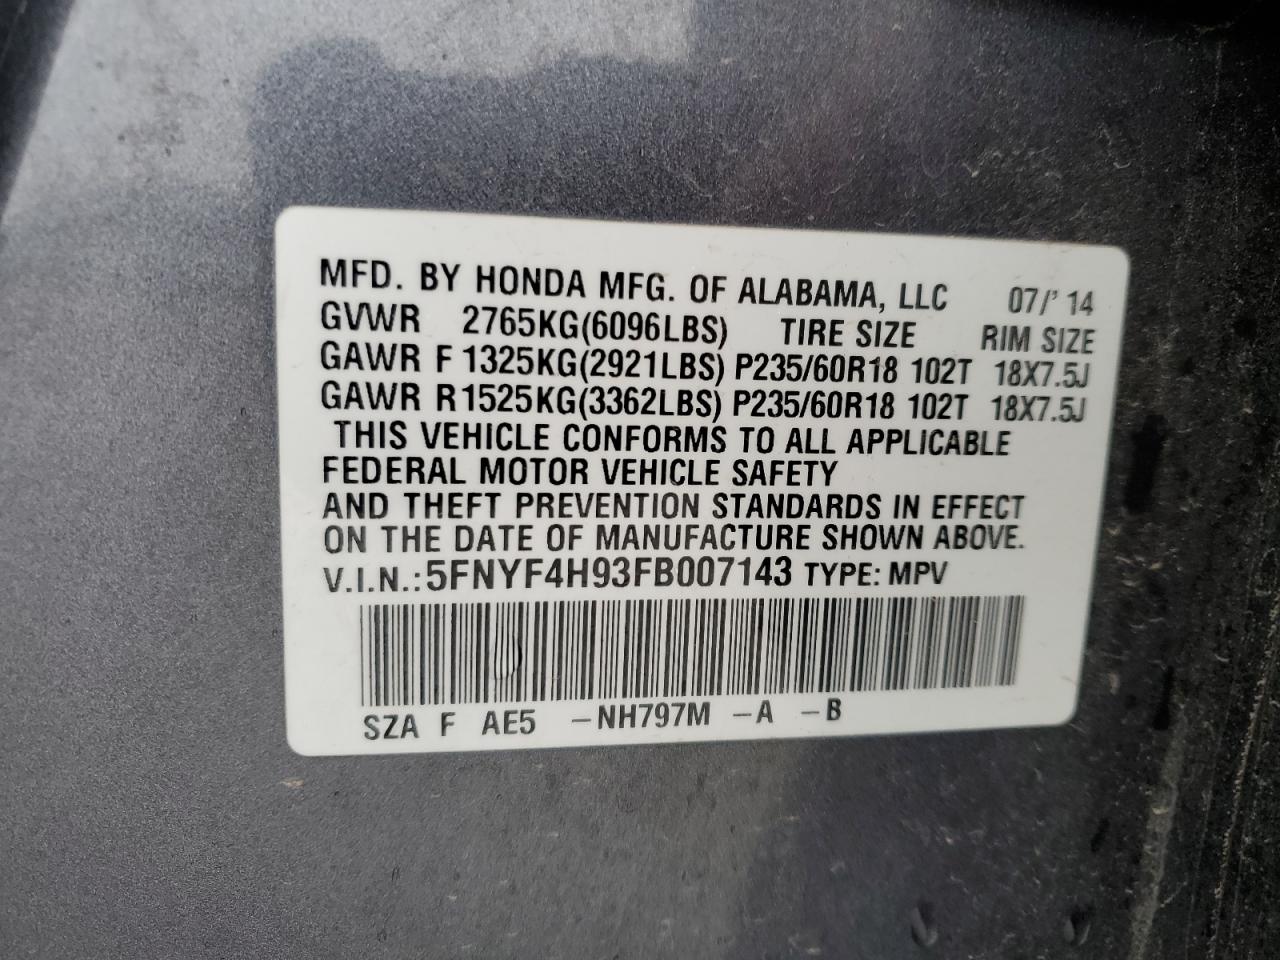 MFD. BY HONDA MFG. OF ALABAMA, LLC 07/' 14
GVWR 2765KG(6096LBS) TIRE SIZE RIM SIZE
GAWR F 1325KG(2921LBS) P235/60R18 102T 18X7.5J
GAWR R 1525KG(3362LBS) P235/60R18 102T 18X7.5J
THIS VEHICLE CONFORMS TO ALL APPLICABLE
FEDERAL MOTOR VEHICLE SAFETY
AND THEFT PREVENTION STANDARDS IN EFFECT
ON THE DATE OF MANUFACTURE SHOWN ABOVE.
V.I.N.: 5FNYF4H93FB007143 TYPE: MPV
SZA F AE5 -NH797M -A -B